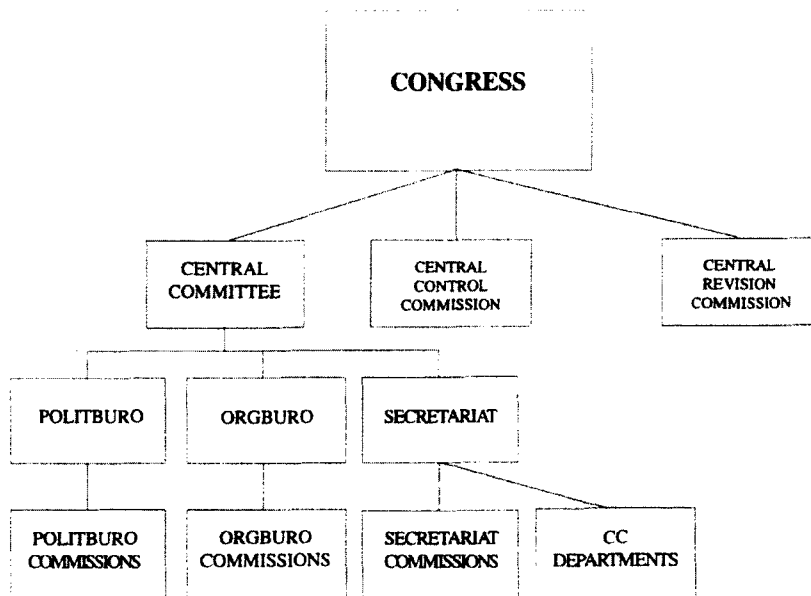 CONGRESS
CENTRAL
COMMITTEE
CENTRAL
CONTROL
COMMISSION
CENTRAL
REVISION
COMMISSION
POLITBURO
ORGBURO
SECRETARIAT
POLITBURO
COMMISSIONS
ORGBURO
COMMISSIONS
SECRETARIAT
COMMISSIONS
CC
DEPARTMENTS